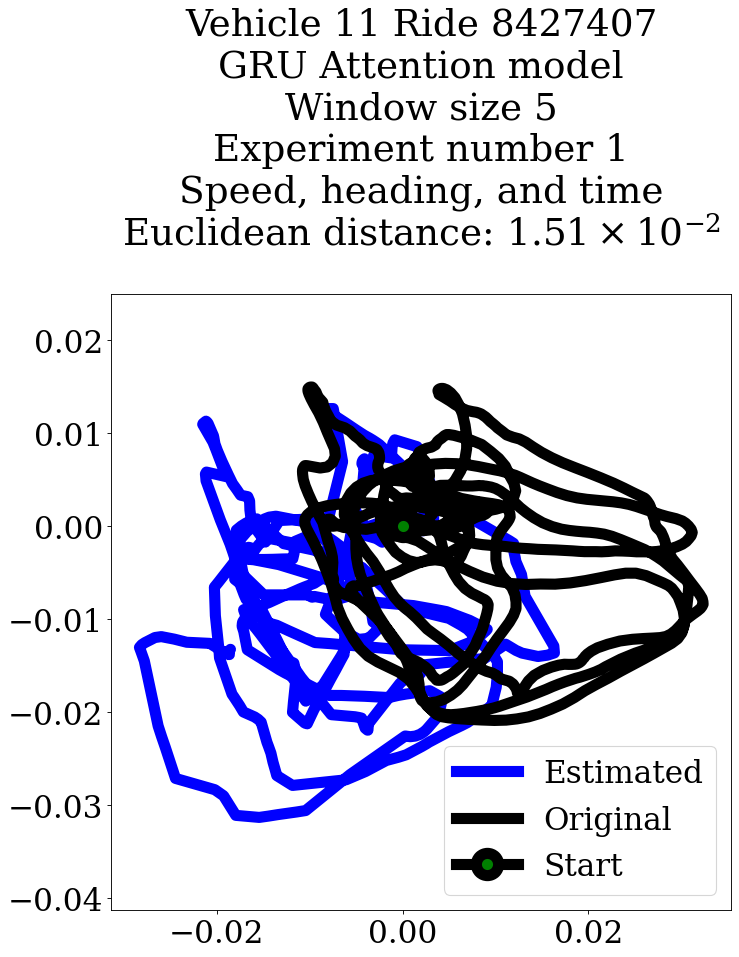 Vehicle 11 Ride 8427407
GRU Attention model
Window size 5
Experiment number 1
Speed, heading, and time
Euclidean distance: 1.51 × 10⁻²
0.02
0.01
0.00
−0.01
−0.02
−0.03
−0.04
−0.02 0.00 0.02
Estimated
Original
Start